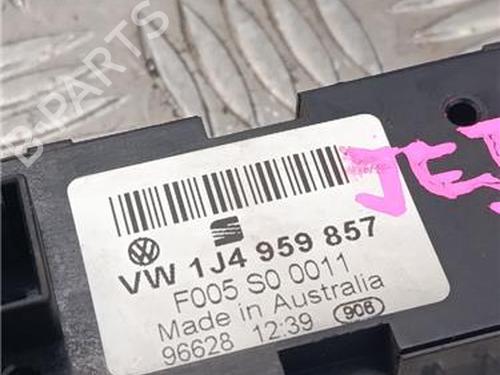 B-Parts
VW 1J4 959 857
F005 S0 0011
Made in Australia
96628 12:39 906
JET